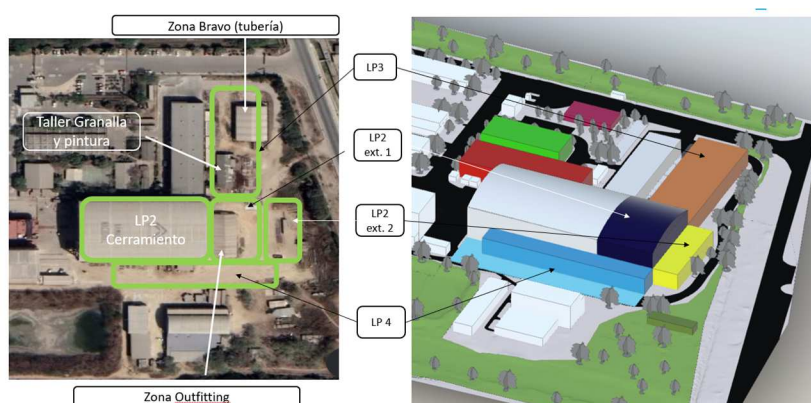 Zona Bravo (tubería)
LP3
Taller Granalla
y pintura
LP2
ext. 1
LP2
Cerramiento
LP2
ext. 2
LP 4
Zona Outfitting